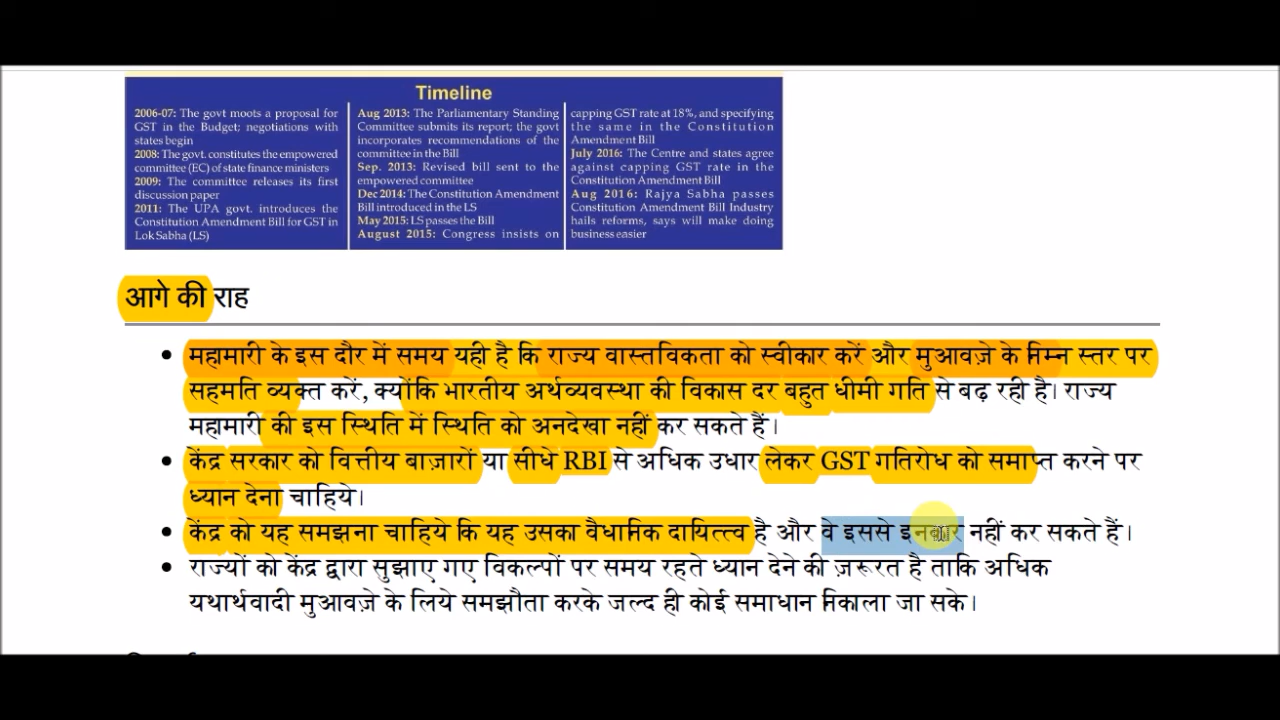 Timeline
2006-07: The govt moots a proposal for
GST in the Budget; negotiations with
states begin
2008: The govt. constitutes the empowered
committee (EC) of state finance ministers
2009: The committee releases its first
discussion paper
2011: The UPA govt. introduces the
Constitution Amendment Bill for GST in
Lok Sabha (LS)
Aug 2013: The Parliamentary Standing
Committee submits its report; the govt
incorporates recommendations of the
committee in the Bill
Sep. 2013: Revised bill sent to the
empowered committee
Dec 2014: The Constitution Amendment
Bill introduced in the LS
May 2015: LS passes the Bill
August 2015: Congress insists on
capping GST rate at 18%, and specifying
the same in the Constitution
Amendment Bill
July 2016: The Centre and states agree
against capping GST rate in the
Constitution Amendment Bill
Aug 2016: Rajya Sabha passes
Constitution Amendment Bill Industry
hails reforms, says will make doing
business easier
आगे की राह
• महामारी के इस दौर में समय यही है कि राज्य वास्तविकता को स्वीकार करें और मुआवज़े के निम्न स्तर पर
सहमति व्यक्त करें, क्योंकि भारतीय अर्थव्यवस्था की विकास दर बहुत धीमी गति से बढ़ रही है। राज्य
महामारी की इस स्थिति में स्थिति को अनदेखा नहीं कर सकते हैं।
• केंद्र सरकार को वित्तीय बाज़ारों या सीधे RBI से अधिक उधार लेकर GST गतिरोध को समाप्त करने पर
ध्यान देना चाहिये।
• केंद्र को यह समझना चाहिये कि यह उसका वैधानिक दायित्त्व है और वे इससे इनकार नहीं कर सकते हैं।
• राज्यों को केंद्र द्वारा सुझाए गए विकल्पों पर समय रहते ध्यान देने की ज़रूरत है ताकि अधिक
यथार्थवादी मुआवज़े के लिये समझौता करके जल्द ही कोई समाधान निकाला जा सके।